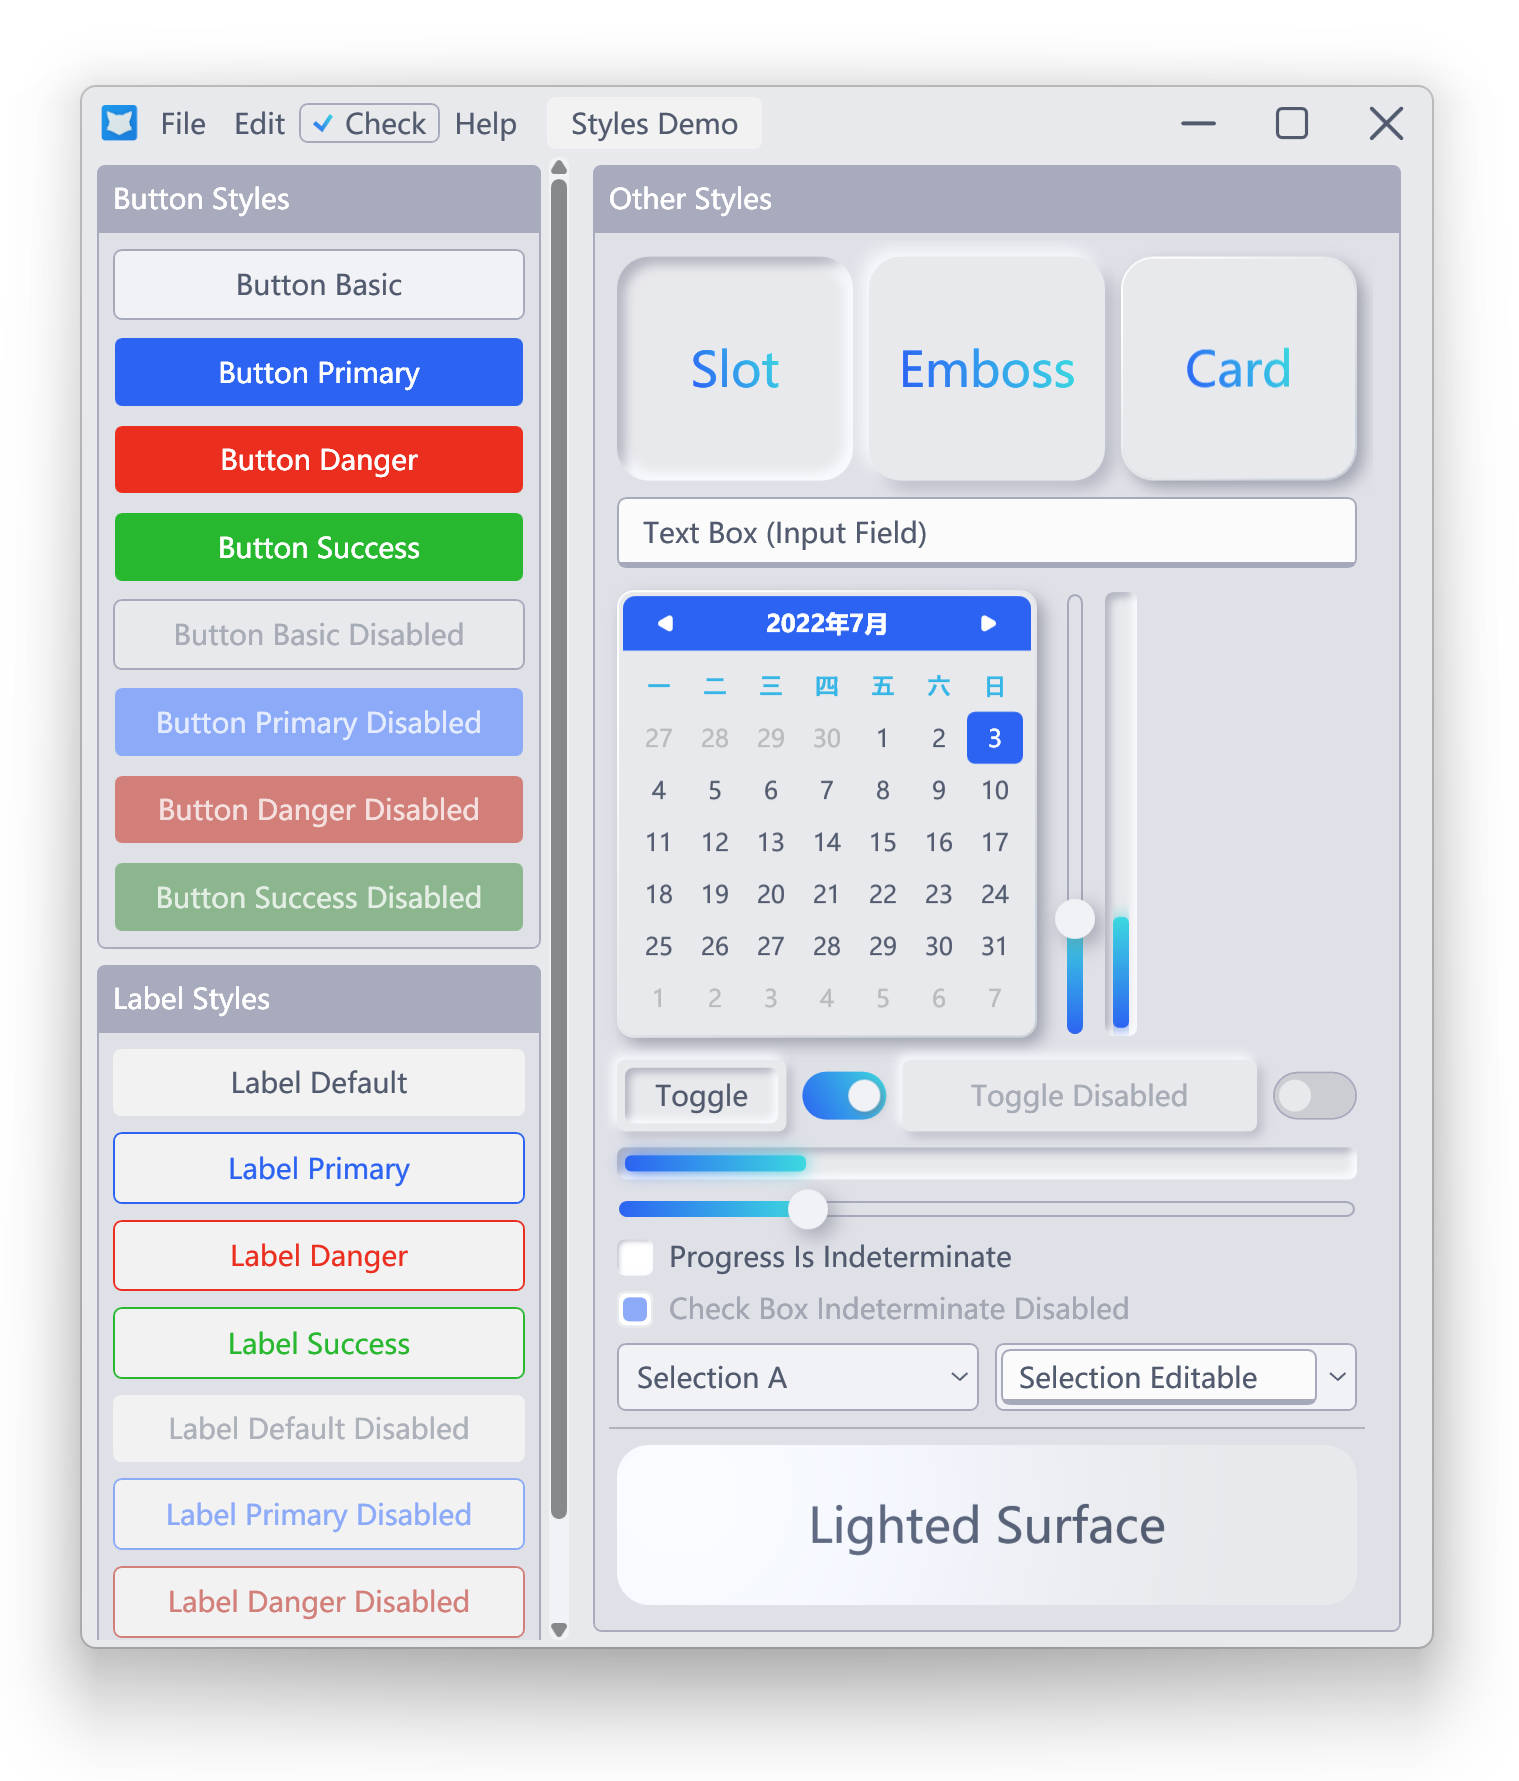 File Edit Check Help Styles Demo
Button Styles
Button Basic
Button Primary
Button Danger
Button Success
Button Basic Disabled
Button Primary Disabled
Button Danger Disabled
Button Success Disabled
Label Styles
Label Default
Label Primary
Label Danger
Label Success
Label Default Disabled
Label Primary Disabled
Label Danger Disabled
Other Styles
Slot Emboss Card
Text Box (Input Field)
2022年7月
一 二 三 四 五 六 日
27 28 29 30 1 2 3
4 5 6 7 8 9 10
11 12 13 14 15 16 17
18 19 20 21 22 23 24
25 26 27 28 29 30 31
1 2 3 4 5 6 7
Toggle Toggle Disabled
Progress Is Indeterminate
Check Box Indeterminate Disabled
Selection A Selection Editable
Lighted Surface